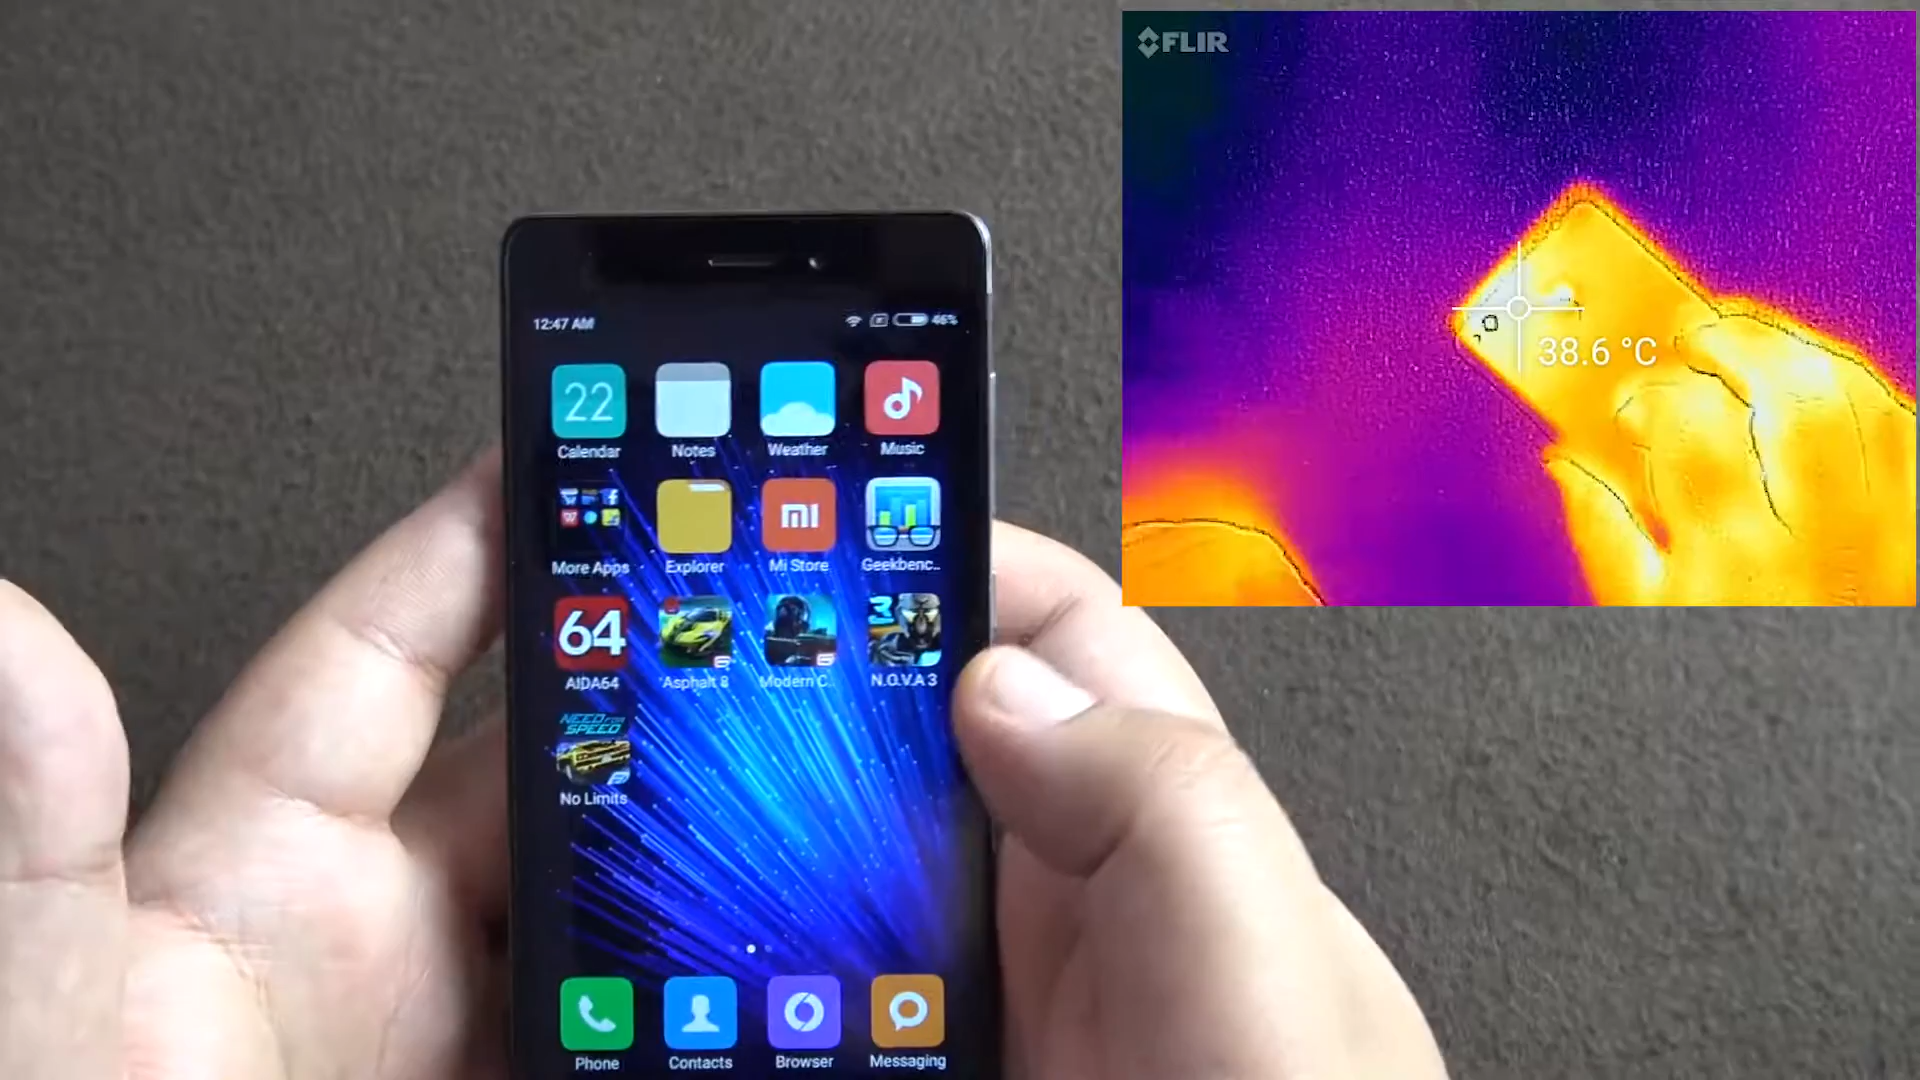 FLIR
38.6 °C
12:47 AM
46%
22
Calendar
Notes
Weather
Music
More Apps
Explorer
mi
Mi Store
Geekbenc..
64
AIDA64
Asphalt 8
Modern C..
3
N.O.V.A 3
NEED FOR
SPEED
No Limits
Phone
Contacts
Browser
Messaging